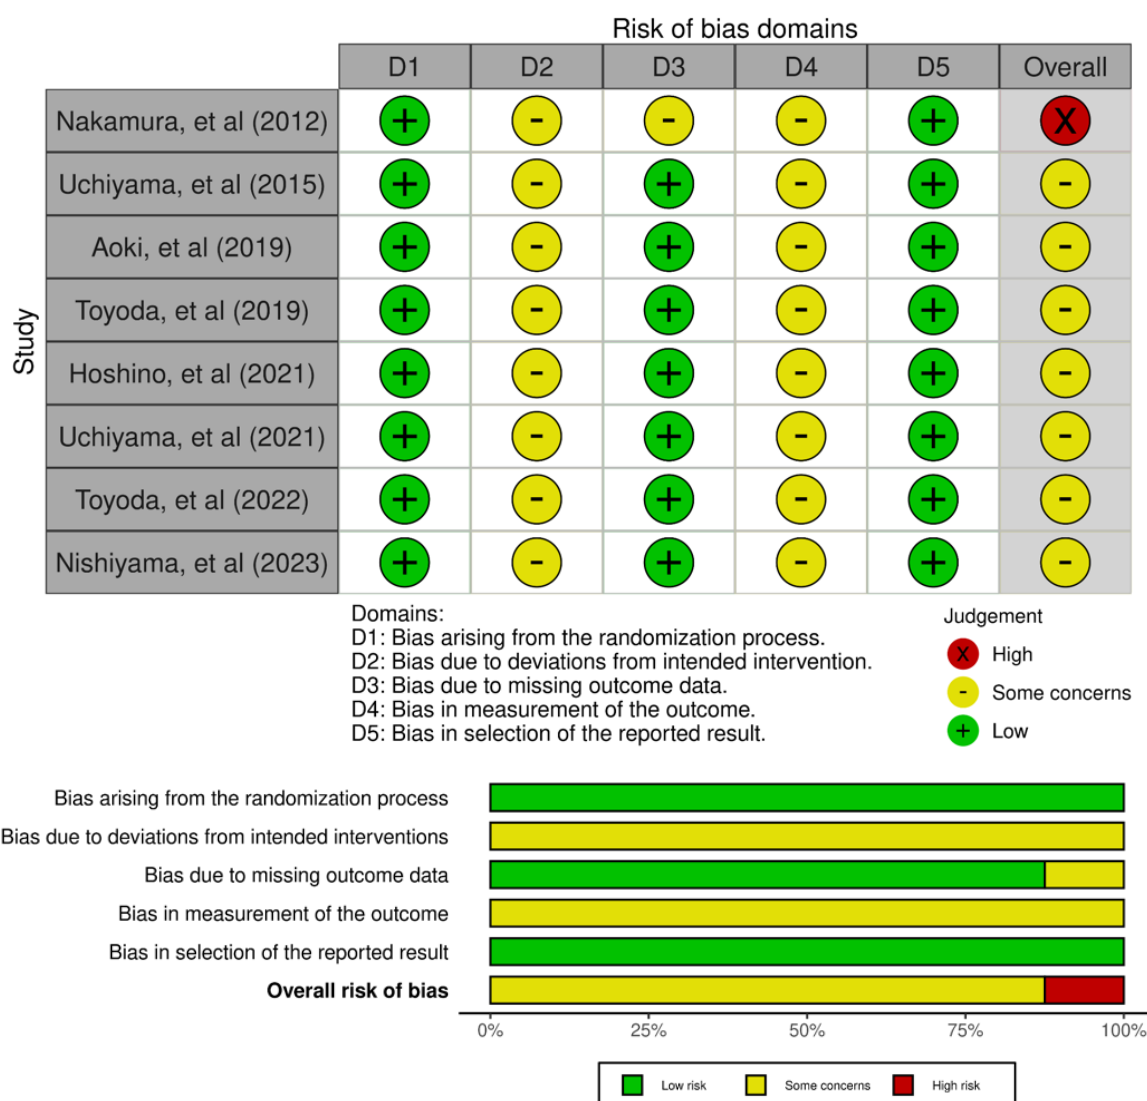 Risk of bias domains
D1 D2 D3 D4 D5 Overall
Study
Nakamura, et al (2012) + - - - + X
Uchiyama, et al (2015) + - + - + -
Aoki, et al (2019) + - + - + -
Toyoda, et al (2019) + - + - + -
Hoshino, et al (2021) + - + - + -
Uchiyama, et al (2021) + - + - + -
Toyoda, et al (2022) + - + - + -
Nishiyama, et al (2023) + - + - + -
Domains:
D1: Bias arising from the randomization process.
D2: Bias due to deviations from intended intervention.
D3: Bias due to missing outcome data.
D4: Bias in measurement of the outcome.
D5: Bias in selection of the reported result.
Judgement
X High
- Some concerns
+ Low
Bias arising from the randomization process
Bias due to deviations from intended interventions
Bias due to missing outcome data
Bias in measurement of the outcome
Bias in selection of the reported result
Overall risk of bias
0% 25% 50% 75% 100%
Low risk Some concerns High risk